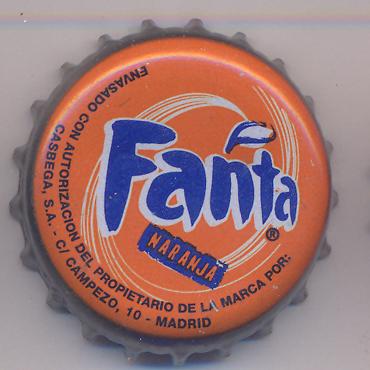 Fanta
®
NARANJA
ENVASADO CON AUTORIZACION DEL PROPIETARIO DE LA MARCA POR:
CASBEGA, S.A. - C/ CAMPEZO, 10 - MADRID